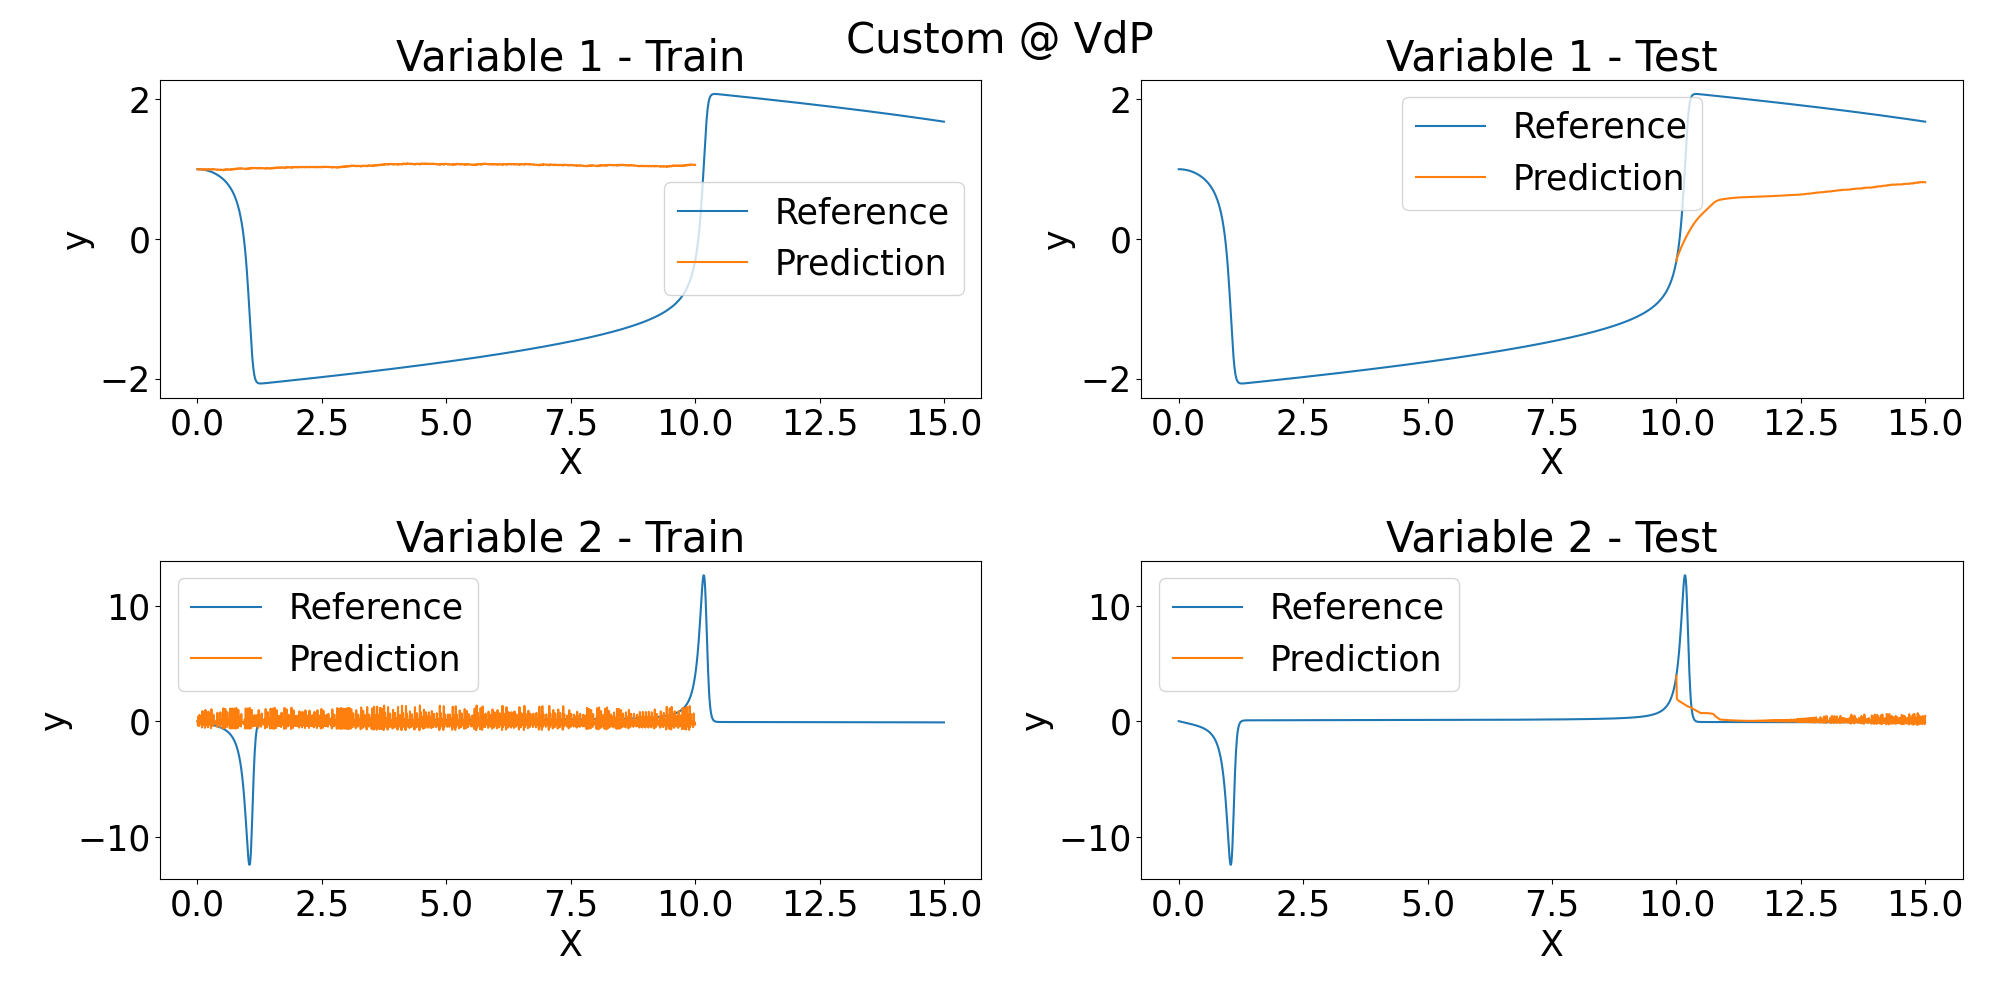 Custom @ VdP
Variable 1 - Train
2
0
−2
y
Reference
Prediction
0.0 2.5 5.0 7.5 10.0 12.5 15.0
X
Variable 1 - Test
2
0
−2
y
Reference
Prediction
0.0 2.5 5.0 7.5 10.0 12.5 15.0
X
Variable 2 - Train
10
0
−10
y
Reference
Prediction
0.0 2.5 5.0 7.5 10.0 12.5 15.0
X
Variable 2 - Test
10
0
−10
y
Reference
Prediction
0.0 2.5 5.0 7.5 10.0 12.5 15.0
X